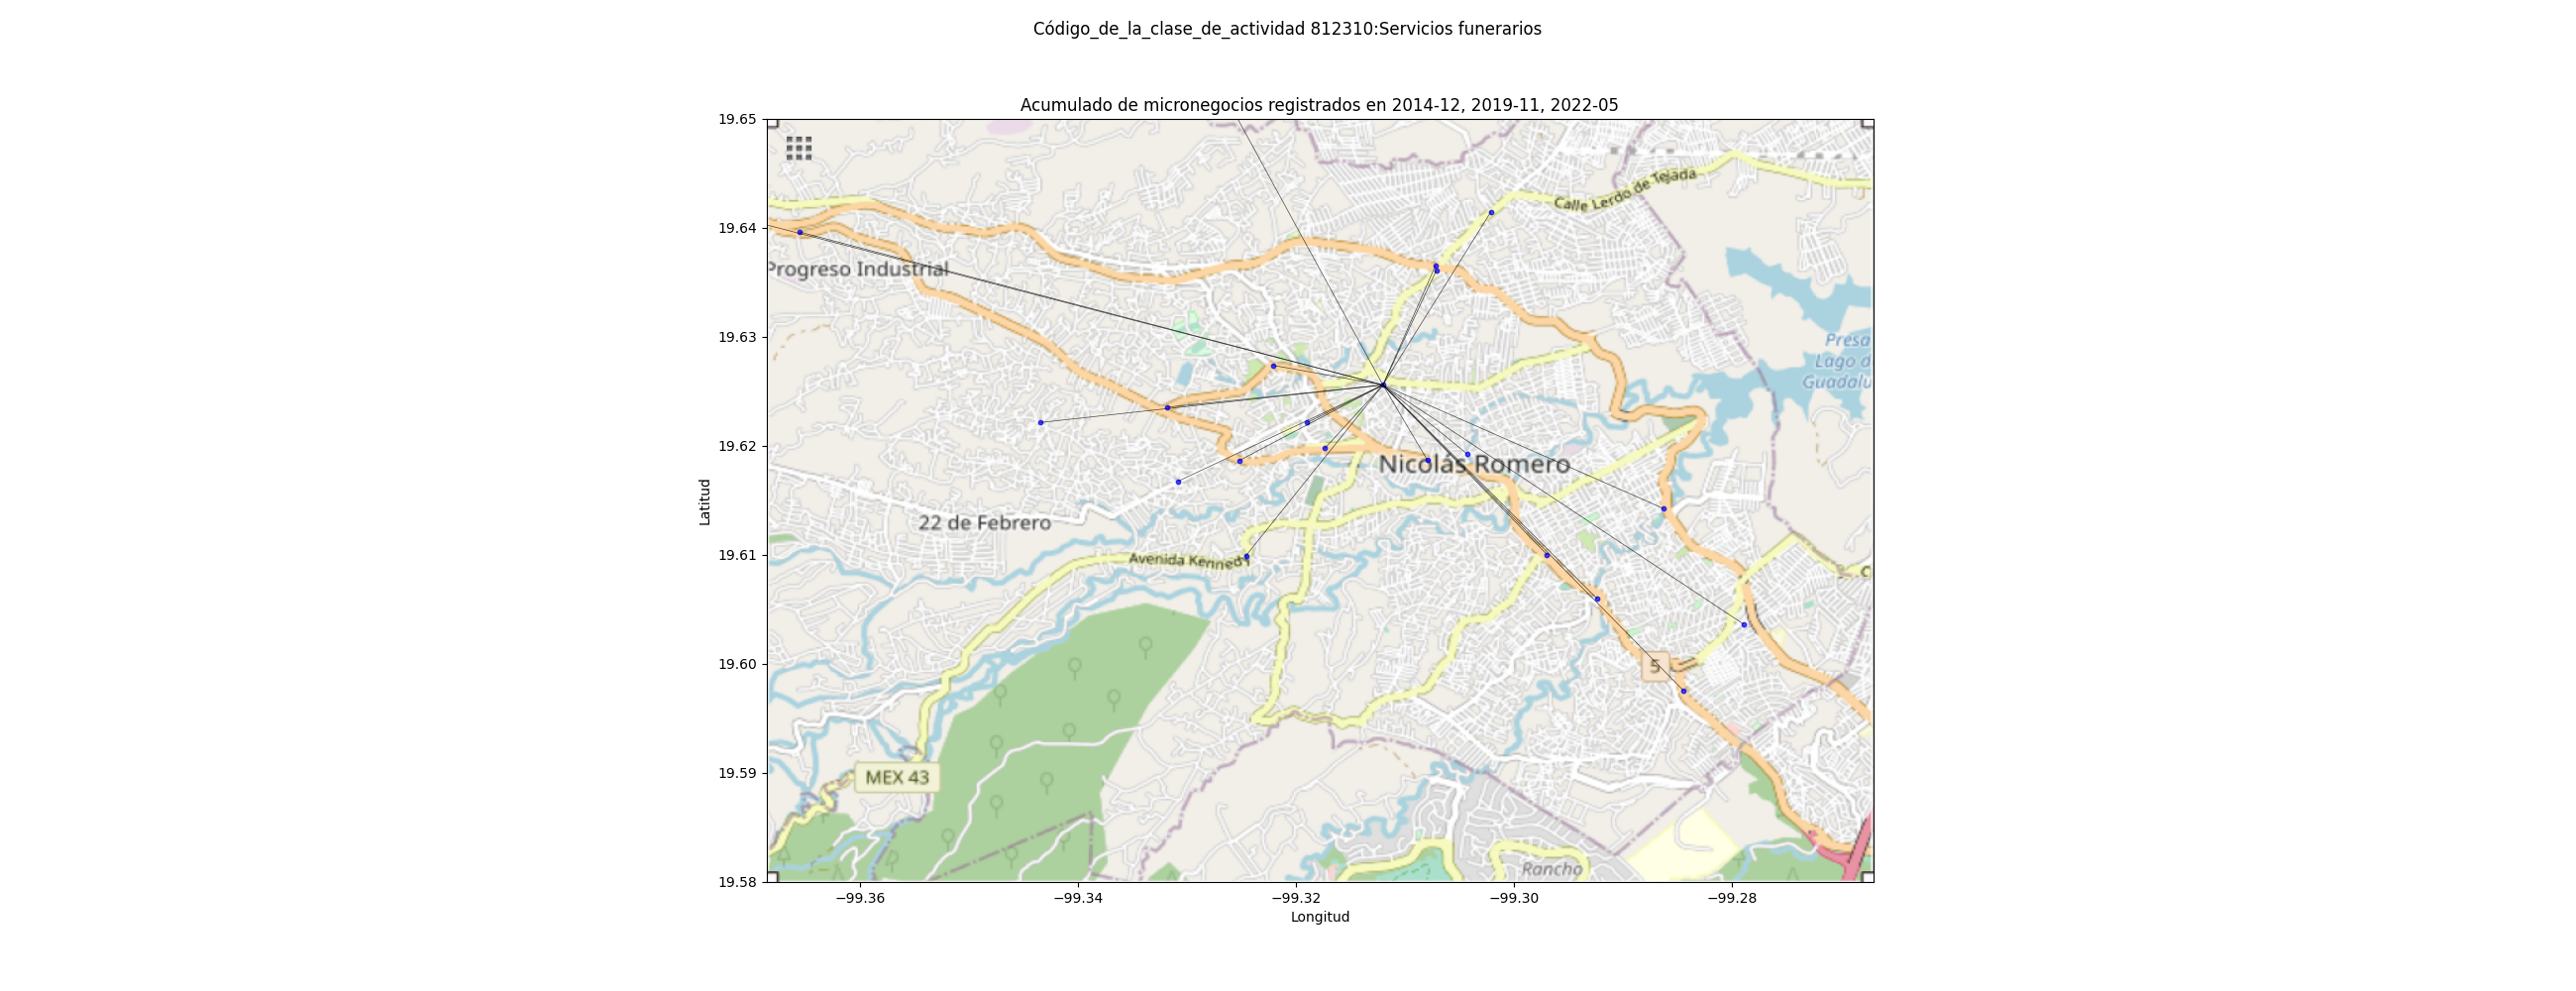 Código_de_la_clase_de_actividad 812310:Servicios funerarios
Acumulado de micronegocios registrados en 2014-12, 2019-11, 2022-05
19.65
19.64
19.63
19.62
19.61
19.60
19.59
19.58
Latitud
Calle Lerdo de Tejada
Progreso Industrial
Presa
Lago d
Guadalu
Nicolás Romero
22 de Febrero
Avenida Kennedy
C
5
MEX 43
Rancho
−99.36
−99.34
−99.32
−99.30
−99.28
Longitud